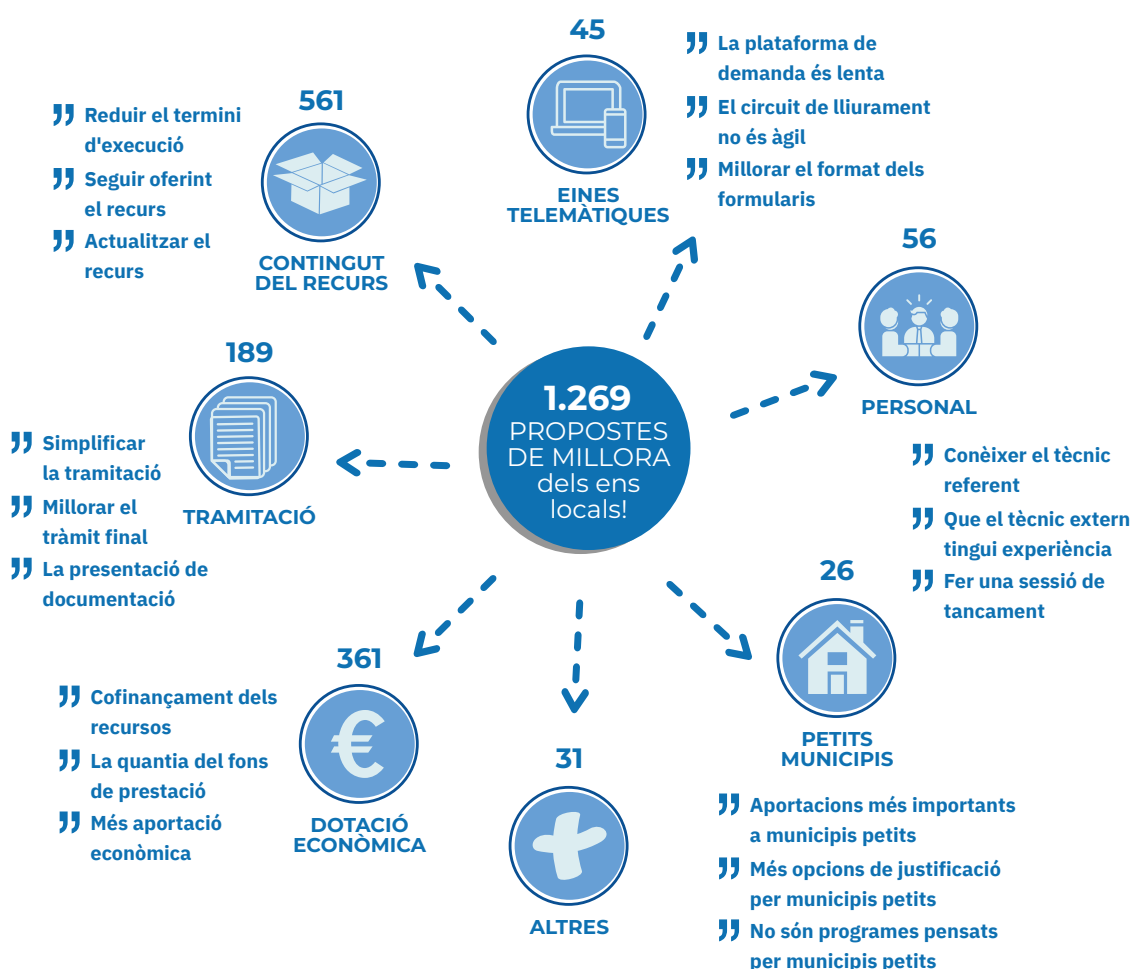 45
EINES
TELEMÀTIQUES
La plataforma de
demanda és lenta
El circuit de lliurament
no és àgil
Millorar el format dels
formularis
561
CONTINGUT
DEL RECURS
Reduir el termini
d'execució
Seguir oferint
el recurs
Actualitzar el
recurs
56
PERSONAL
Conèixer el tècnic
referent
Que el tècnic extern
tingui experiència
Fer una sessió de
tancament
189
TRAMITACIÓ
Simplificar
la tramitació
Millorar el
tràmit final
La presentació de
documentació
1.269
PROPOSTES
DE MILLORA
dels ens
locals!
26
PETITS
MUNICIPIS
Aportacions més importants
a municipis petits
Més opcions de justificació
per municipis petits
No són programes pensats
per municipis petits
361
€
DOTACIÓ
ECONÒMICA
Cofinançament dels
recursos
La quantia del fons
de prestació
Més aportació
econòmica
31
ALTRES